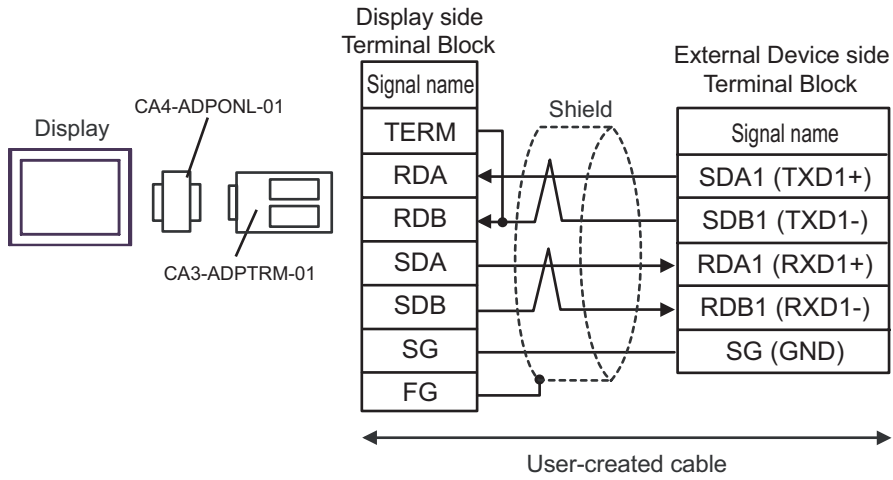 Display side
Terminal Block
External Device side
Terminal Block
CA4-ADPONL-01
Display
CA3-ADPTRM-01
Shield
Signal name
TERM
RDA
RDB
SDA
SDB
SG
FG
Signal name
SDA1 (TXD1+)
SDB1 (TXD1-)
RDA1 (RXD1+)
RDB1 (RXD1-)
SG (GND)
User-created cable